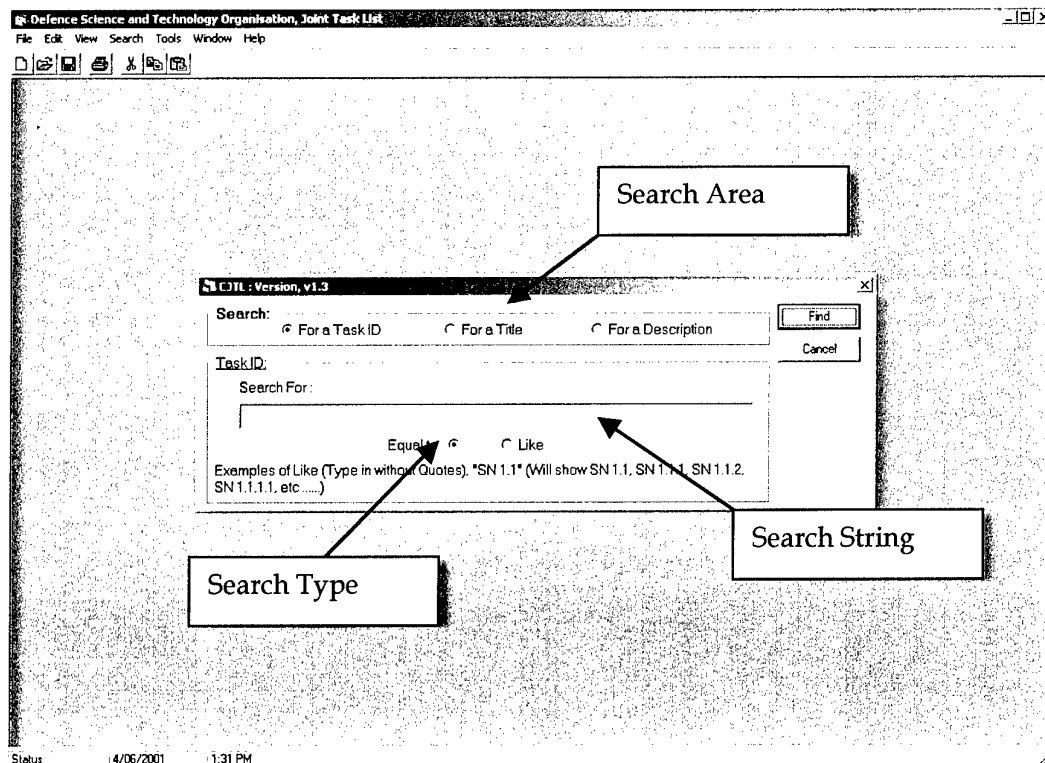 Defence Science and Technology Organisation, Joint Task List
File Edit View Search Tools Window Help
Search Area
CJTL : Version, v1.3
Search:
For a Task ID For a Title For a Description
Find
Cancel
Task ID:
Search For :
Equal Like
Examples of Like (Type in without Quotes), "SN 1.1" (Will show SN 1.1, SN 1.1.1, SN 1.1.2,
SN 1.1.1.1, etc ......)
Search String
Search Type
Status 4/06/2001 1:31 PM